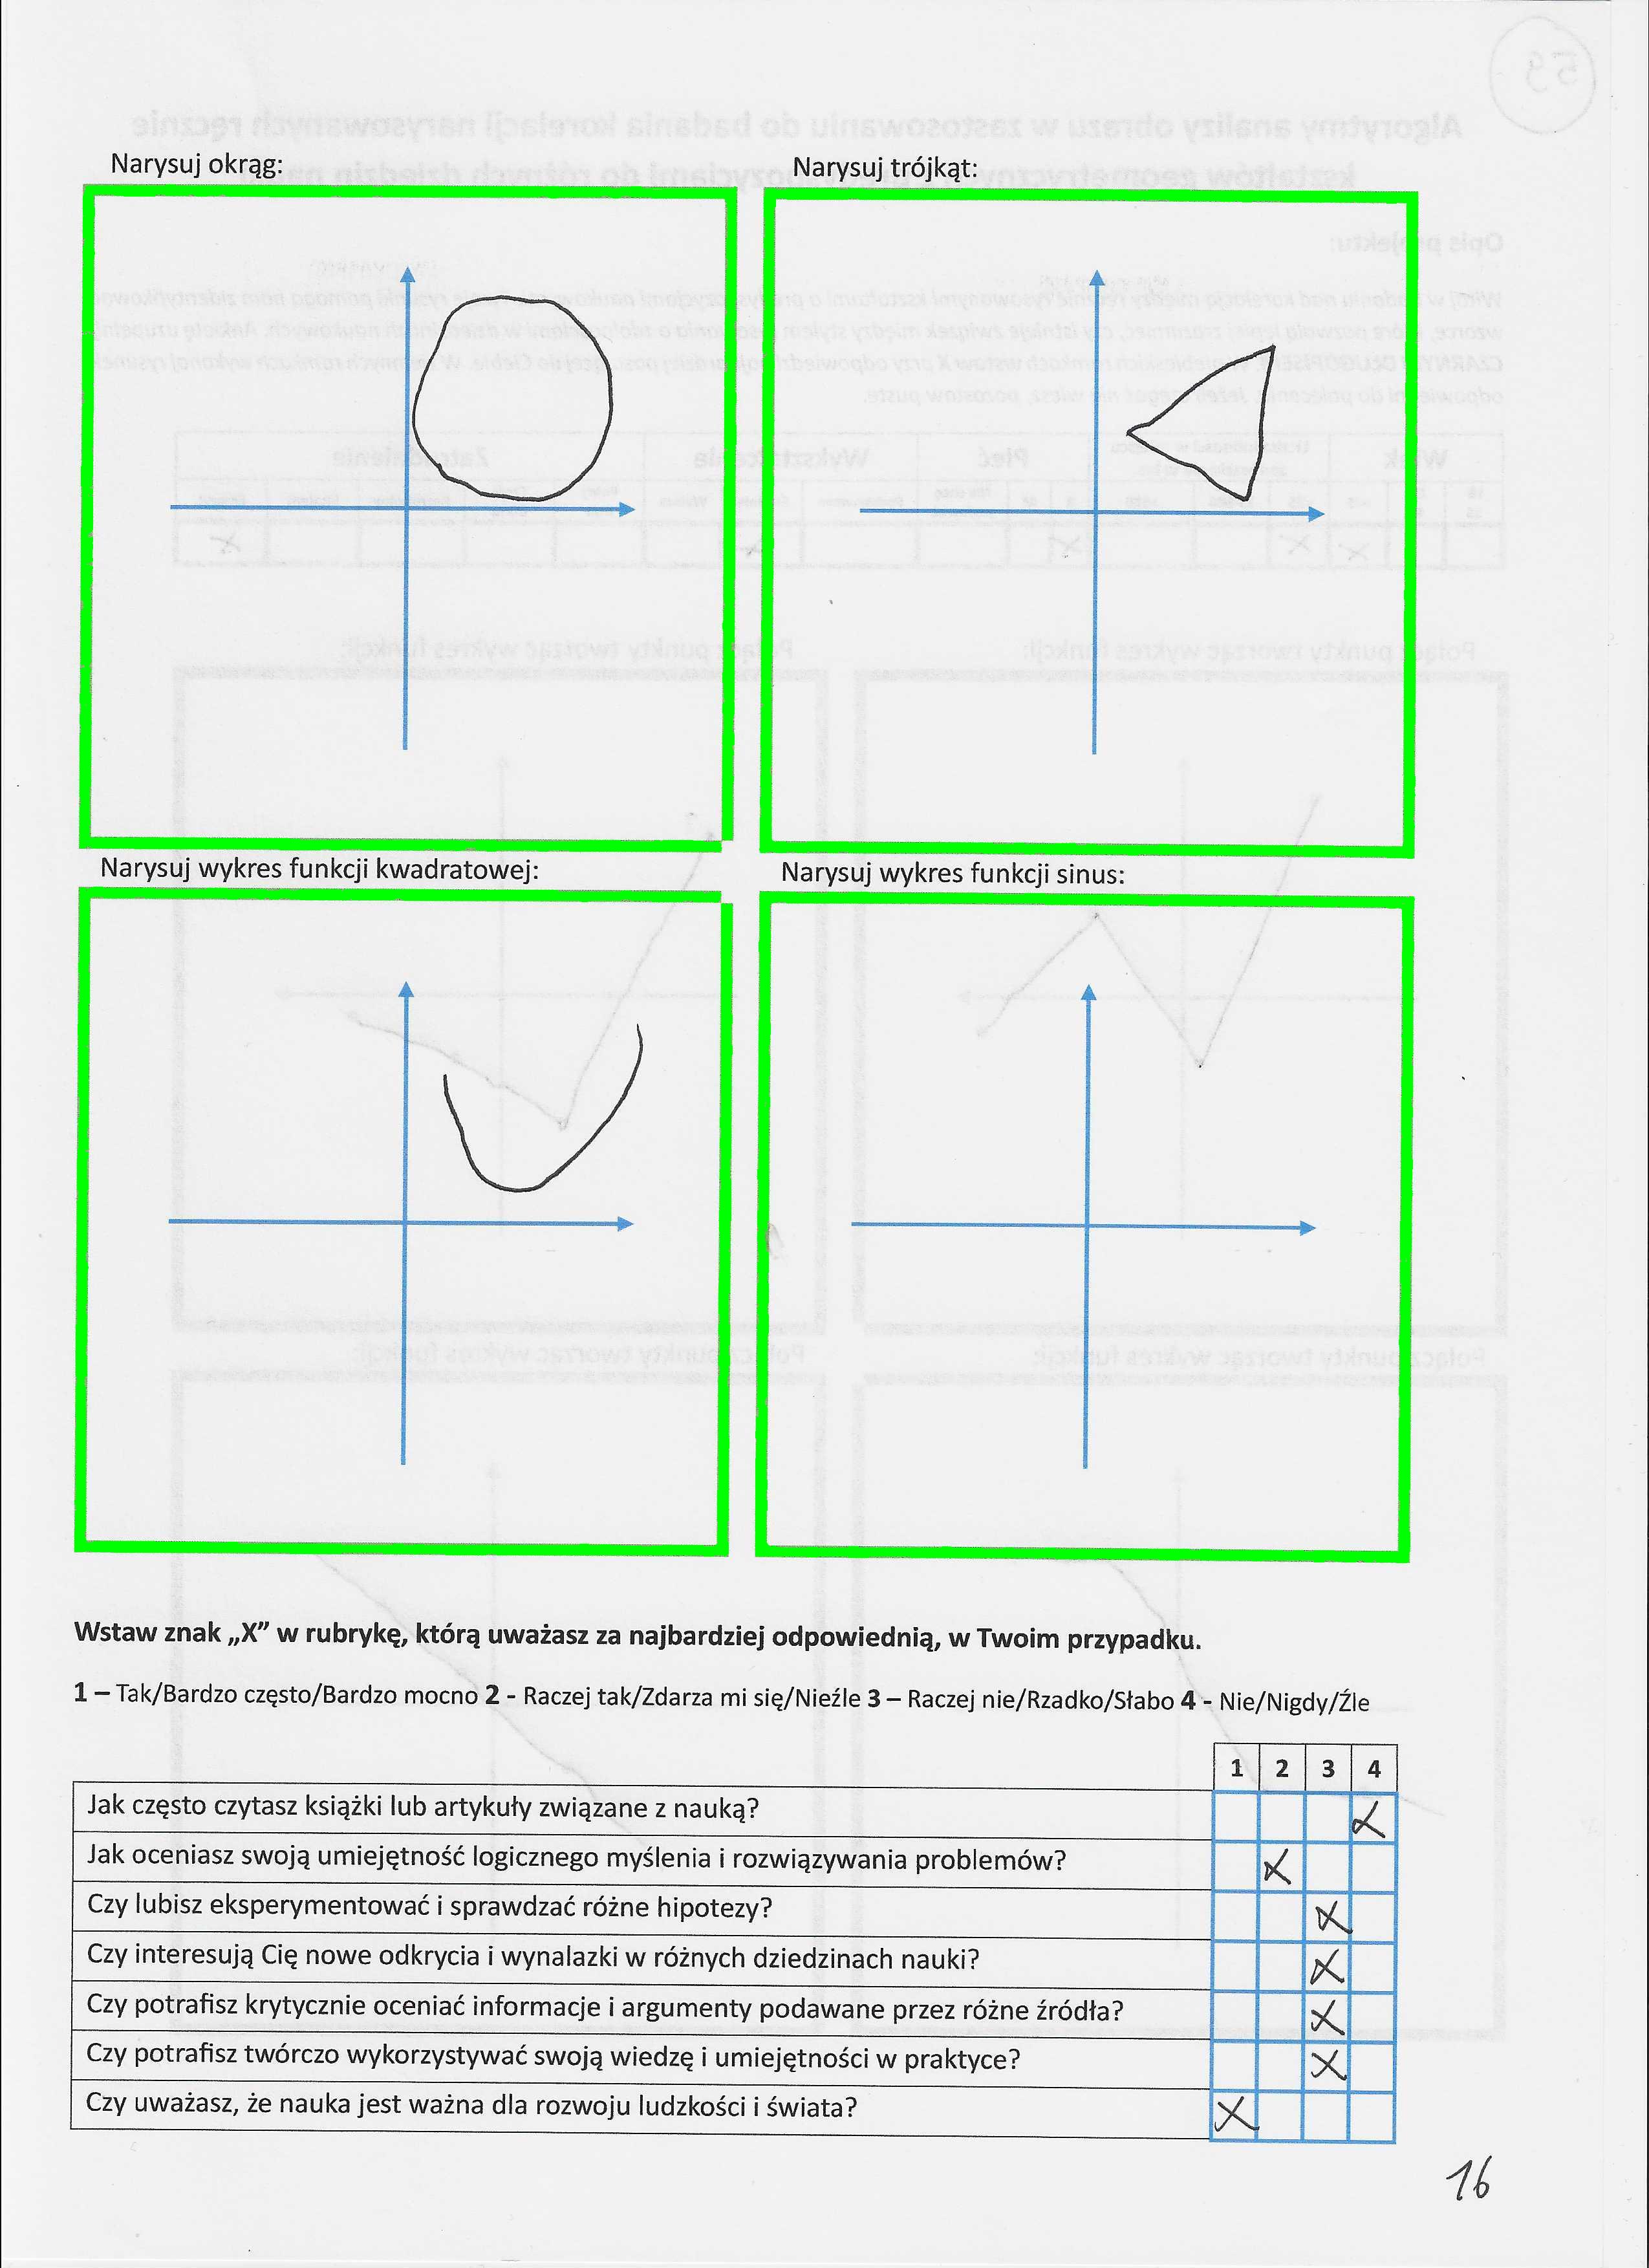 Narysuj okrąg:
Narysuj trójkąt:
Narysuj wykres funkcji kwadratowej:
Narysuj wykres funkcji sinus:
Wstaw znak „X” w rubrykę, którą uważasz za najbardziej odpowiednią, w Twoim przypadku.
1 – Tak/Bardzo często/Bardzo mocno 2 - Raczej tak/Zdarza mi się/Nieźle 3 – Raczej nie/Rzadko/Słabo 4 - Nie/Nigdy/Źle
1 2 3 4
Jak często czytasz książki lub artykuły związane z nauką? X
Jak oceniasz swoją umiejętność logicznego myślenia i rozwiązywania problemów? X
Czy lubisz eksperymentować i sprawdzać różne hipotezy? X
Czy interesują Cię nowe odkrycia i wynalazki w różnych dziedzinach nauki? X
Czy potrafisz krytycznie oceniać informacje i argumenty podawane przez różne źródła? X
Czy potrafisz twórczo wykorzystywać swoją wiedzę i umiejętności w praktyce? X
Czy uważasz, że nauka jest ważna dla rozwoju ludzkości i świata? X
16